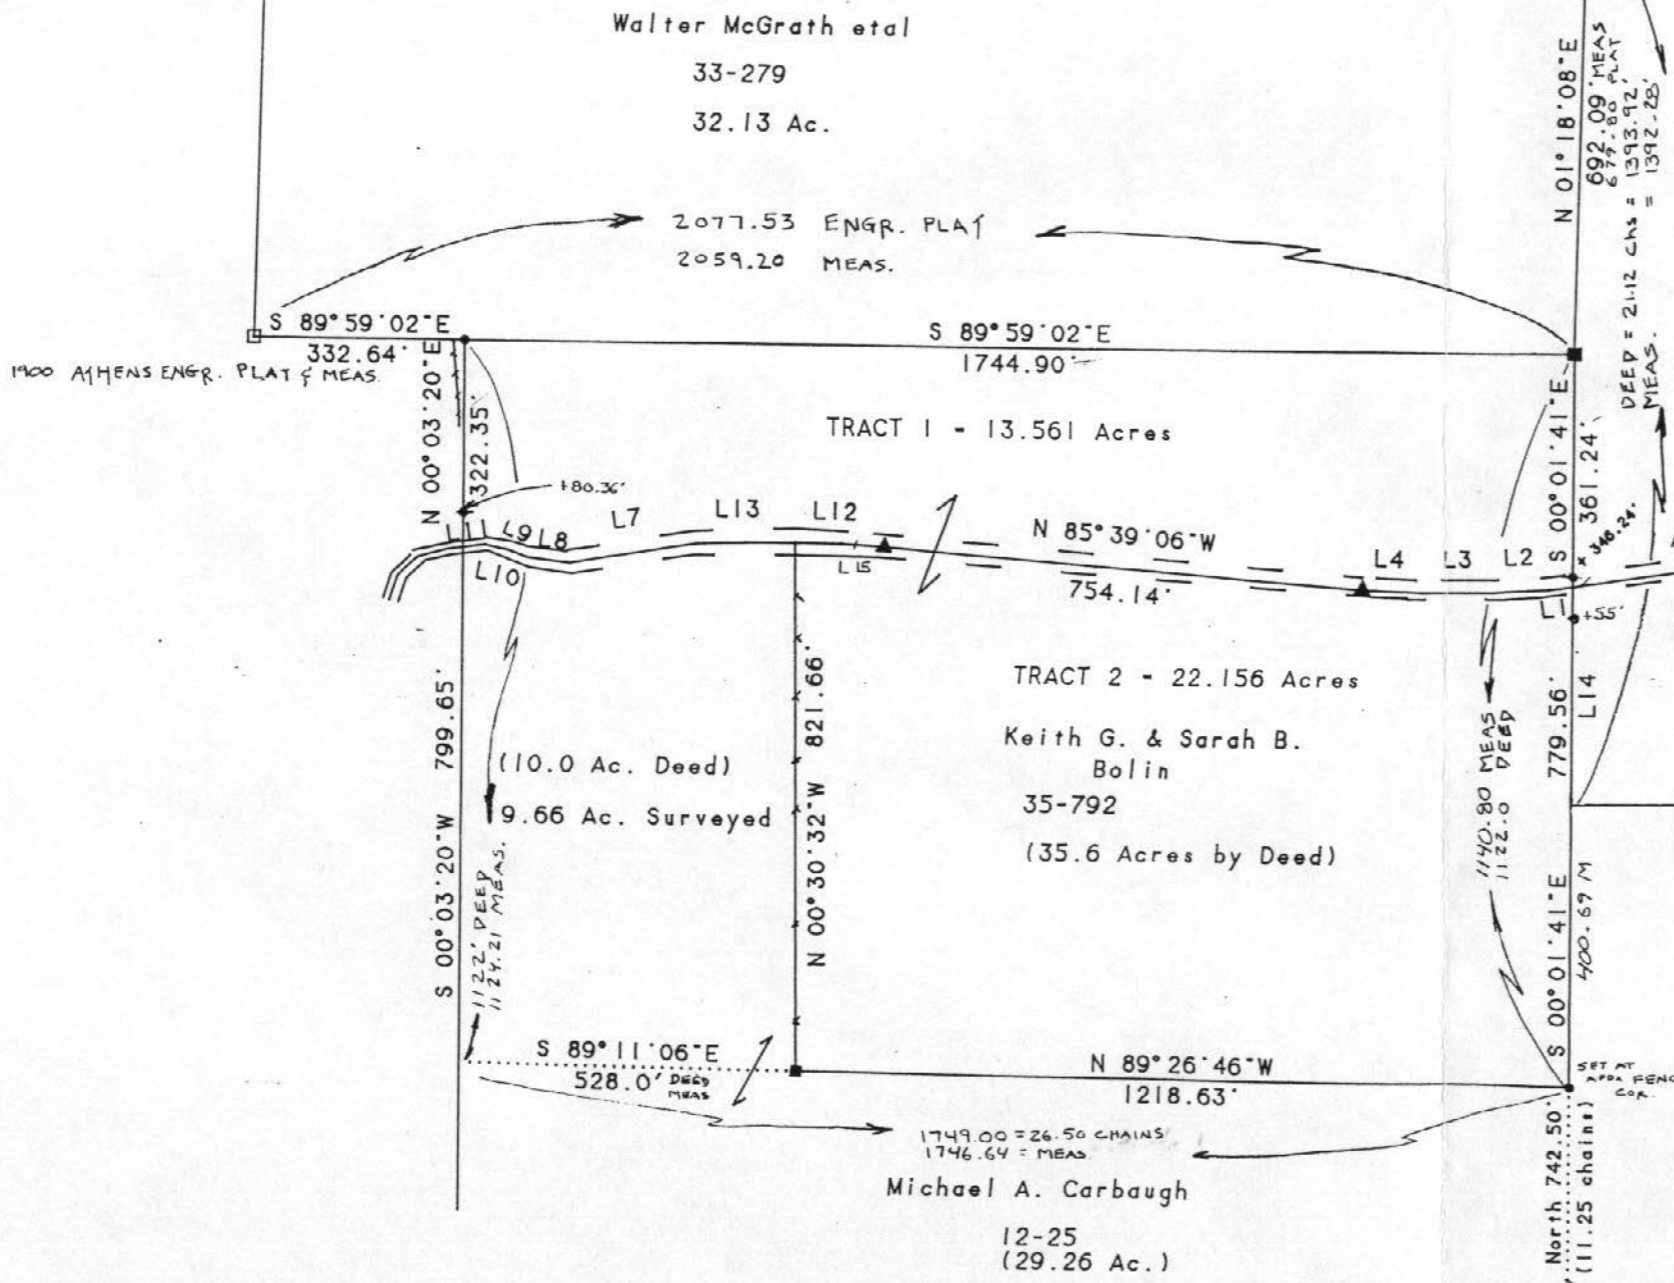 Walter McGrath etal
33-279
32.13 Ac.
2077.53 ENGR. PLAT
2059.20 MEAS.
N 01°18'08"E
692.09' MEAS
679.80 PLAT
DEED = 21.12 chs = 1393.92'
MEAS. = 1392.28'
S 89°59'02"E
332.64'
1900 ATHENS ENGR. PLAT & MEAS.
S 89°59'02"E
1744.90'
N 00°03'20"E
322.35'
TRACT 1 - 13.561 Acres
S 00°01'41"E
361.24'
348.24'
+80.36'
L11
L9
L8
L7
L13
L12
L10
L15
N 85°39'06"W
754.14'
L4
L3
L2
L1
+55'
L14
TRACT 2 - 22.156 Acres
Keith G. & Sarah B.
Bolin
35-792
(35.6 Acres by Deed)
(10.0 Ac. Deed)
9.66 Ac. Surveyed
S 00°03'20"W 799.65'
1122' DEED
1124.21 MEAS.
N 00°30'32"W 821.66'
1140.80 MEAS
1122.0 DEED
S 00°01'41"E 779.56'
400.69 M
S 89°11'06"E
528.0' DEED
MEAS
N 89°26'46"W
1218.63'
SET AT
COR.
1749.00 = 26.50 CHAINS
1746.64 = MEAS
Michael A. Carbaugh
12-25
(29.26 Ac.)
North 742.50'
(11.25 chains)